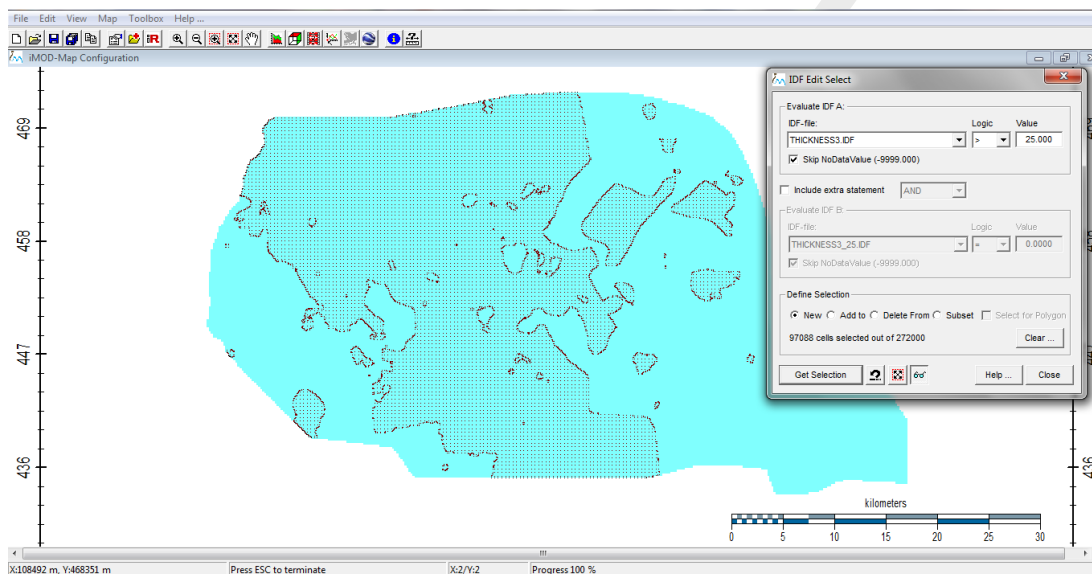 File Edit View Map Toolbox Help ...
iMOD-Map Configuration
IDF Edit Select
Evaluate IDF A:
IDF-file: Logic Value
THICKNESS3.IDF > 25.000
Skip NoDataValue (-9999.000)
Include extra statement AND
Evaluate IDF B:
IDF-file: Logic Value
THICKNESS3_25.IDF = 0.0000
Skip NoDataValue (-9999.000)
Define Selection
New Add to Delete From Subset Select for Polygon
97088 cells selected out of 272000 Clear ...
Get Selection Help ... Close
469
458
447
436 436
kilometers
0 5 10 15 20 25 30
X:108492 m, Y:468351 m Press ESC to terminate X:2/Y:2 Progress 100 %